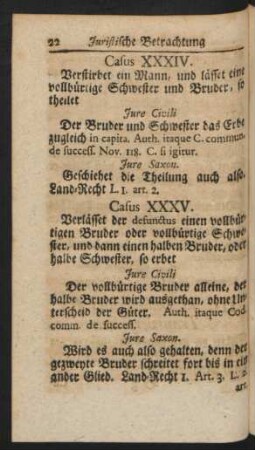 22 Juristische Betrachtung
Casus XXXIV.
Verstirbet ein Mann, und lässet eine
vollbürtige Schwester und Bruder, so
theilet
Jure Civili
Der Bruder und Schwester das Erbe
zugleich in capita. Auth. itaque C. commun.
de success. Nov. 118. C. si igitur.
Jure Saxon.
Geschiehet die Theilung auch also.
Land-Recht L 1. art. 2.
Casus XXXV.
Verlässet der defunctus einen vollbür-
tigen Bruder oder vollbürtige Schwe-
ster, und dann einen halben Bruder, oder
halbe Schwester, so erbet
Jure Civili
Der vollbürtige Bruder alleine, der
halbe Bruder wird ausgethan, ohne Un-
terscheid der Güter. Auth. itaque Cod.
comm. de success.
Jure Saxon.
Wird es auch also gehalten, denn der
gezweyte Bruder schreitet fort bis in ein
ander Glied. Land-Recht 1. Art. 3. L. 2.
art.